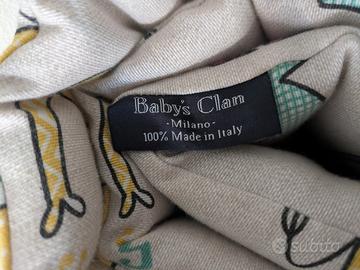 Baby's Clan
-Milano-
100% Made in Italy
subito